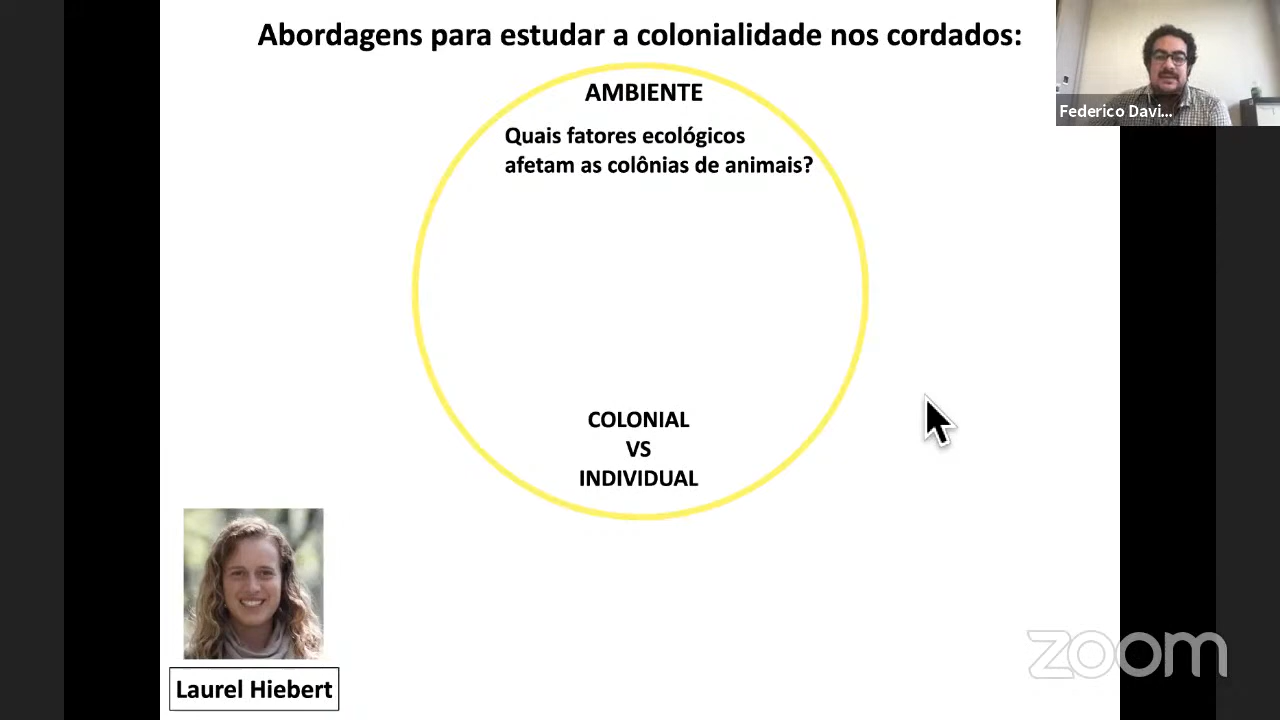 Abordagens para estudar a colonialidade nos cordados:
AMBIENTE
Quais fatores ecológicos
afetam as colônias de animais?
COLONIAL
VS
INDIVIDUAL
Laurel Hiebert
Federico Davi...
zoom